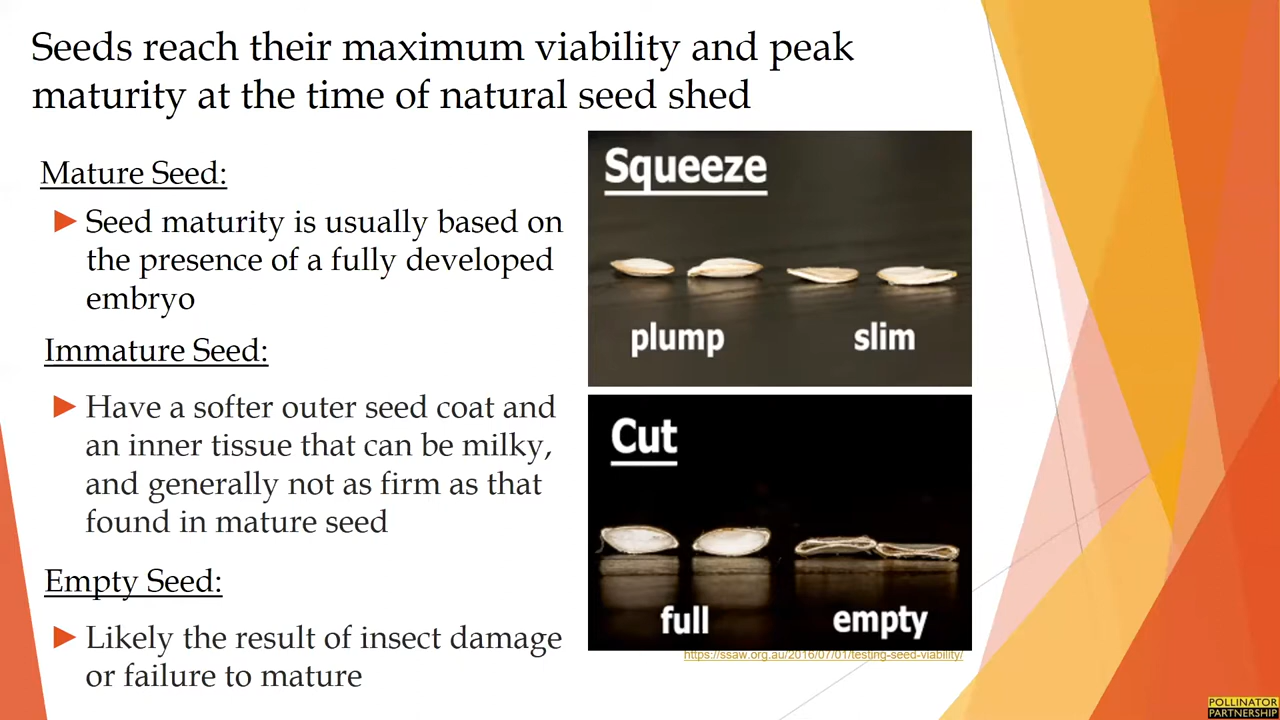 Seeds reach their maximum viability and peak
maturity at the time of natural seed shed
Mature Seed:
Seed maturity is usually based on
the presence of a fully developed
embryo
Immature Seed:
Have a softer outer seed coat and
an inner tissue that can be milky,
and generally not as firm as that
found in mature seed
Empty Seed:
Likely the result of insect damage
or failure to mature
Squeeze
plump slim
Cut
full empty
https://ssaw.org.au/2016/07/01/testing-seed-viability/
POLLINATOR
PARTNERSHIP